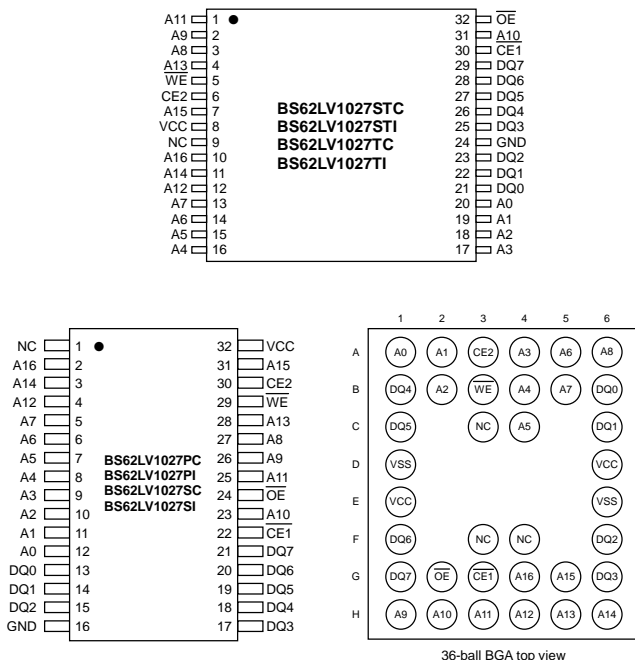 A11 1 32 O̅E̅
A9 2 31 A10
A8 3 30 C̅E̅1̅
A13 4 29 DQ7
W̅E̅ 5 28 DQ6
CE2 6 27 DQ5
A15 7 26 DQ4
VCC 8 25 DQ3
NC 9 24 GND
A16 10 23 DQ2
A14 11 22 DQ1
A12 12 21 DQ0
A7 13 20 A0
A6 14 19 A1
A5 15 18 A2
A4 16 17 A3
BS62LV1027STC
BS62LV1027STI
BS62LV1027TC
BS62LV1027TI
NC 1 32 VCC
A16 2 31 A15
A14 3 30 CE2
A12 4 29 W̅E̅
A7 5 28 A13
A6 6 27 A8
A5 7 26 A9
A4 8 25 A11
A3 9 24 O̅E̅
A2 10 23 A10
A1 11 22 C̅E̅1̅
A0 12 21 DQ7
DQ0 13 20 DQ6
DQ1 14 19 DQ5
DQ2 15 18 DQ4
GND 16 17 DQ3
BS62LV1027PC
BS62LV1027PI
BS62LV1027SC
BS62LV1027SI
1 2 3 4 5 6
A A0 A1 CE2 A3 A6 A8
B DQ4 A2 W̅E̅ A4 A7 DQ0
C DQ5 NC A5 DQ1
D VSS VCC
E VCC VSS
F DQ6 NC NC DQ2
G DQ7 O̅E̅ C̅E̅1̅ A16 A15 DQ3
H A9 A10 A11 A12 A13 A14
36-ball BGA top view